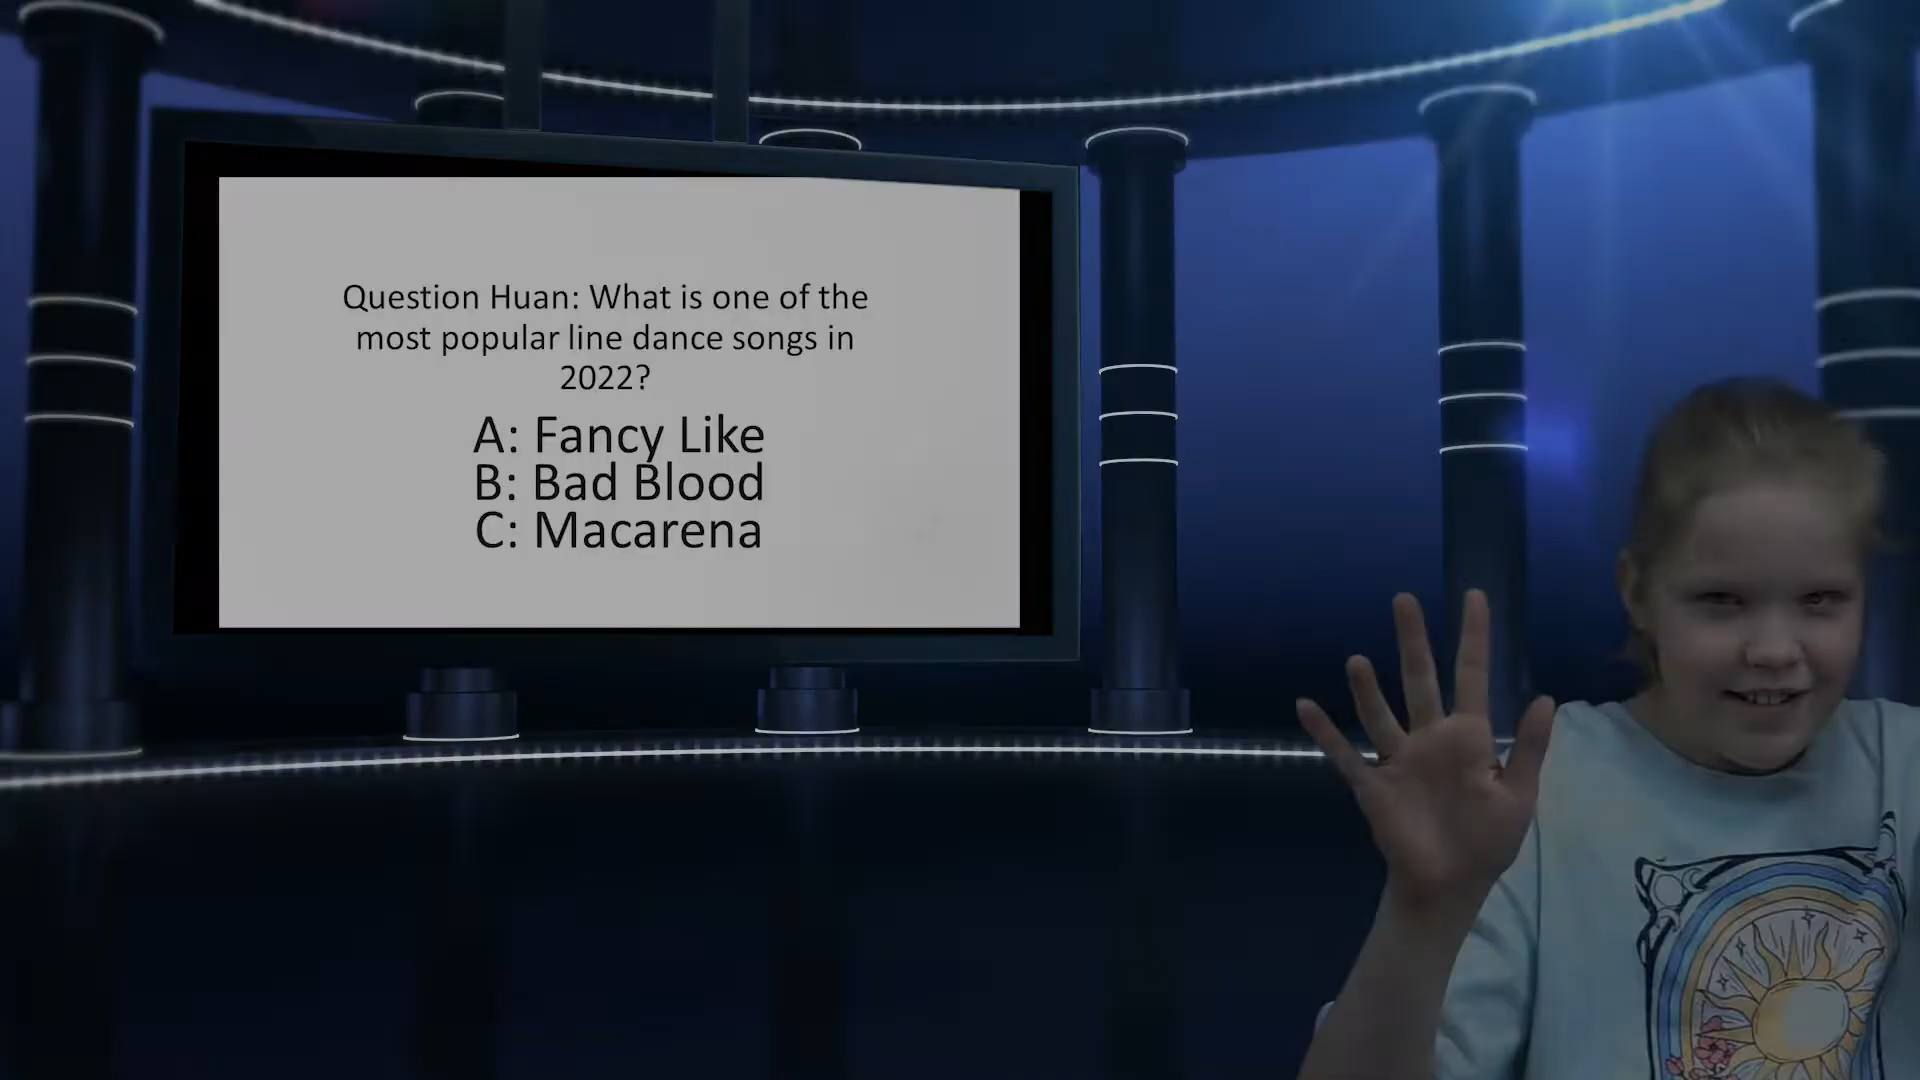 Question Huan: What is one of the
most popular line dance songs in
2022?
A: Fancy Like
B: Bad Blood
C: Macarena